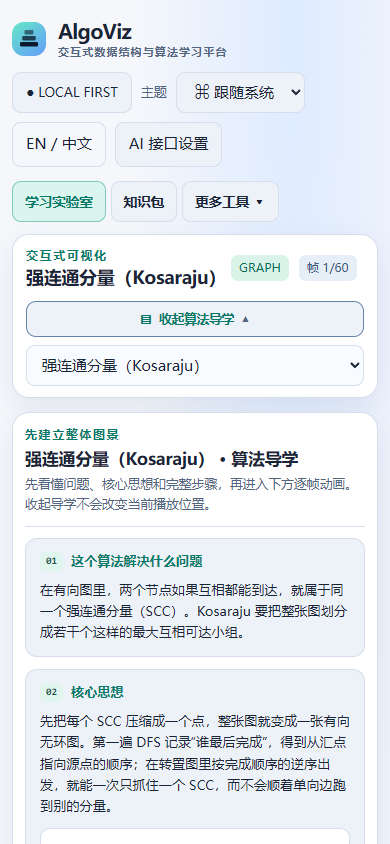 AlgoViz
交互式数据结构与算法学习平台
● LOCAL FIRST
主题
⌘ 跟随系统
EN / 中文
AI 接口设置
学习实验室
知识包
更多工具 ▼
交互式可视化
强连通分量（Kosaraju）
GRAPH
帧 1/60
▤ 收起算法导学 ▲
强连通分量（Kosaraju）
先建立整体图景
强连通分量（Kosaraju）· 算法导学
先看懂问题、核心思想和完整步骤，再进入下方逐帧动画。
收起导学不会改变当前播放位置。
01 这个算法解决什么问题
在有向图里，两个节点如果互相都能到达，就属于同
一个强连通分量（SCC）。Kosaraju 要把整张图划分
成若干个这样的最大互相可达小组。
02 核心思想
先把每个 SCC 压缩成一个点，整张图就变成一张有向
无环图。第一遍 DFS 记录“谁最后完成”，得到从汇点
指向源点的顺序；在转置图里按完成顺序的逆序出
发，就能一次只抓住一个 SCC，而不会顺着单向边跑
到别的分量。